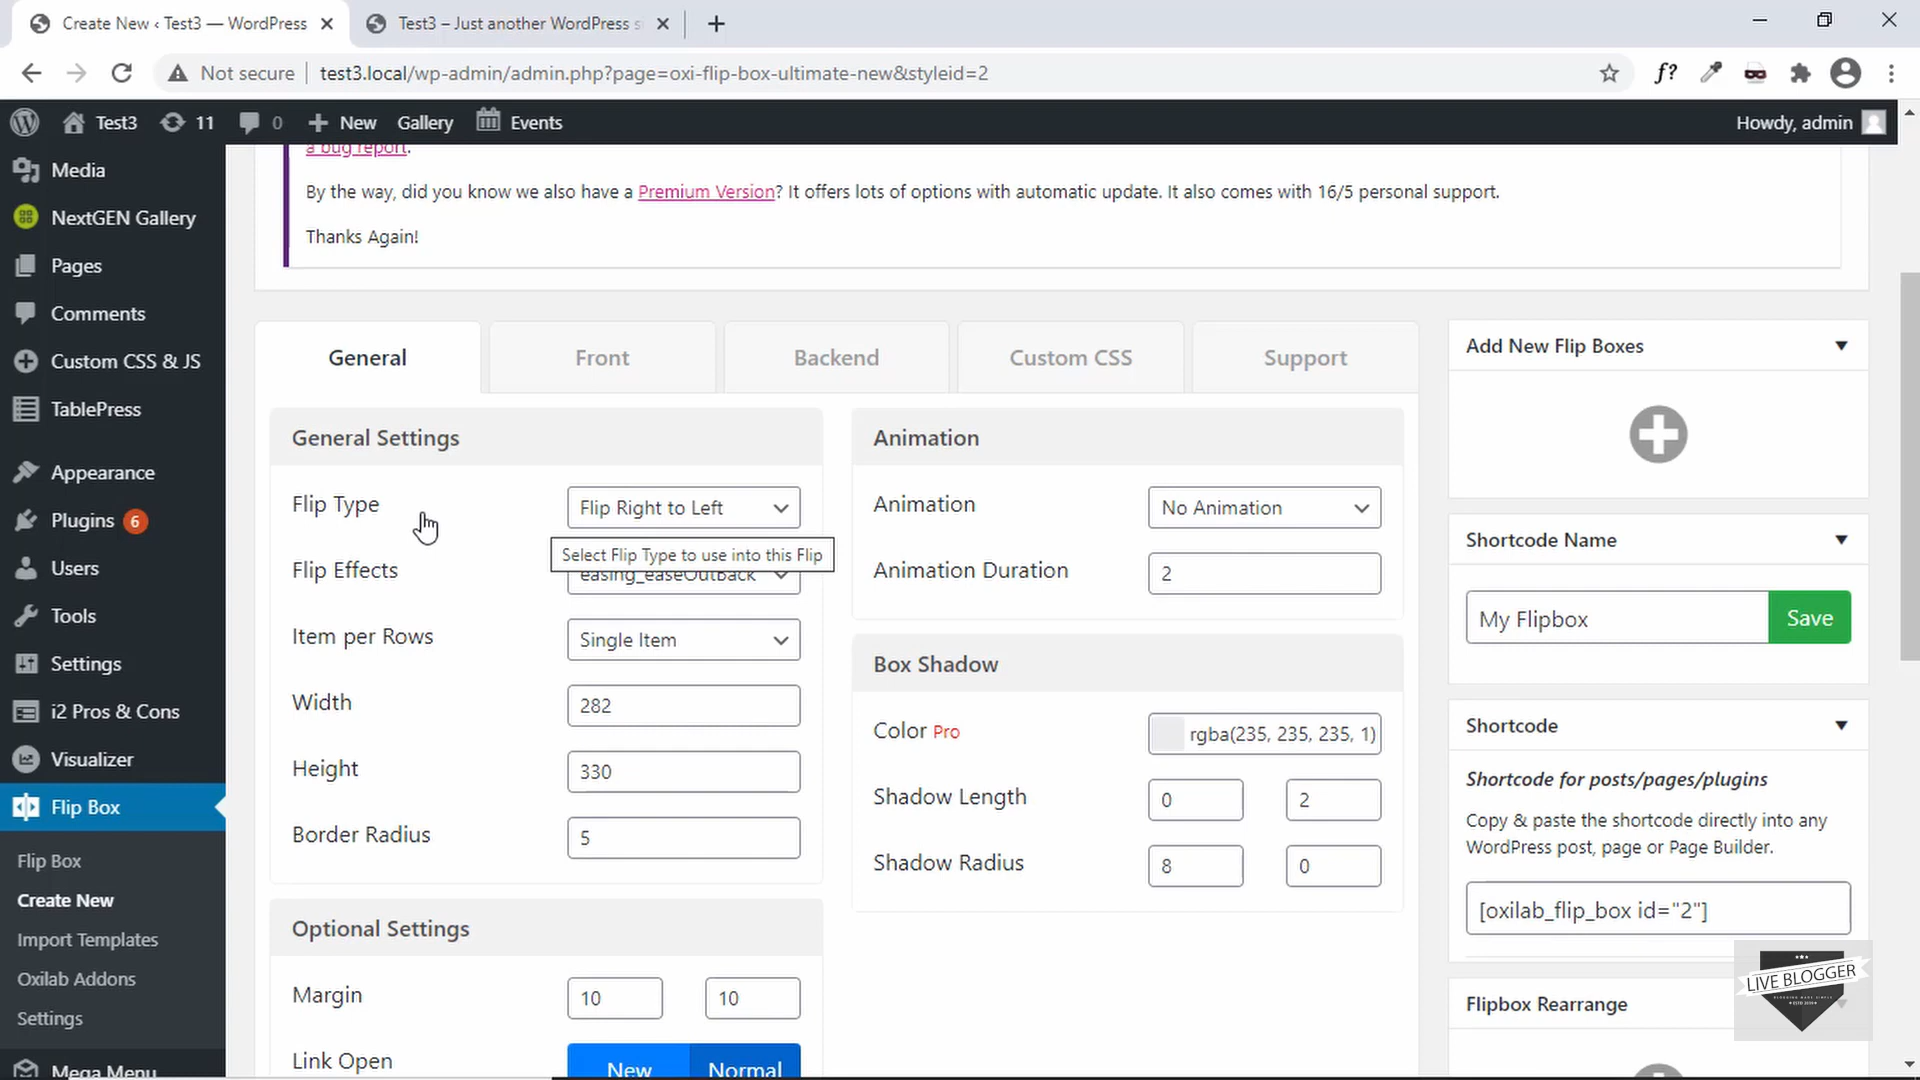 Create New ‹ Test3 — WordPress
Test3 – Just another WordPress s
Not secure
test3.local/wp-admin/admin.php?page=oxi-flip-box-ultimate-new&styleid=2
f?
Test3
11
0
New
Gallery
Events
Howdy, admin
Media
NextGEN Gallery
Pages
Comments
Custom CSS & JS
TablePress
Appearance
Plugins 6
Users
Tools
Settings
i2 Pros & Cons
Visualizer
Flip Box
Flip Box
Create New
Import Templates
Oxilab Addons
Settings
Mega Menu
a bug report.
By the way, did you know we also have a Premium Version? It offers lots of options with automatic update. It also comes with 16/5 personal support.
Thanks Again!
General
Front
Backend
Custom CSS
Support
General Settings
Flip Type
Flip Right to Left
Select Flip Type to use into this Flip
Flip Effects
easing_easeOutBack
Item per Rows
Single Item
Width
282
Height
330
Border Radius
5
Optional Settings
Margin
10
10
Link Open
New
Normal
Animation
Animation
No Animation
Animation Duration
2
Box Shadow
Color Pro
rgba(235, 235, 235, 1)
Shadow Length
0
2
Shadow Radius
8
0
Add New Flip Boxes
Shortcode Name
My Flipbox
Save
Shortcode
Shortcode for posts/pages/plugins
Copy & paste the shortcode directly into any
WordPress post, page or Page Builder.
[oxilab_flip_box id="2"]
Flipbox Rearrange
LIVE BLOGGER